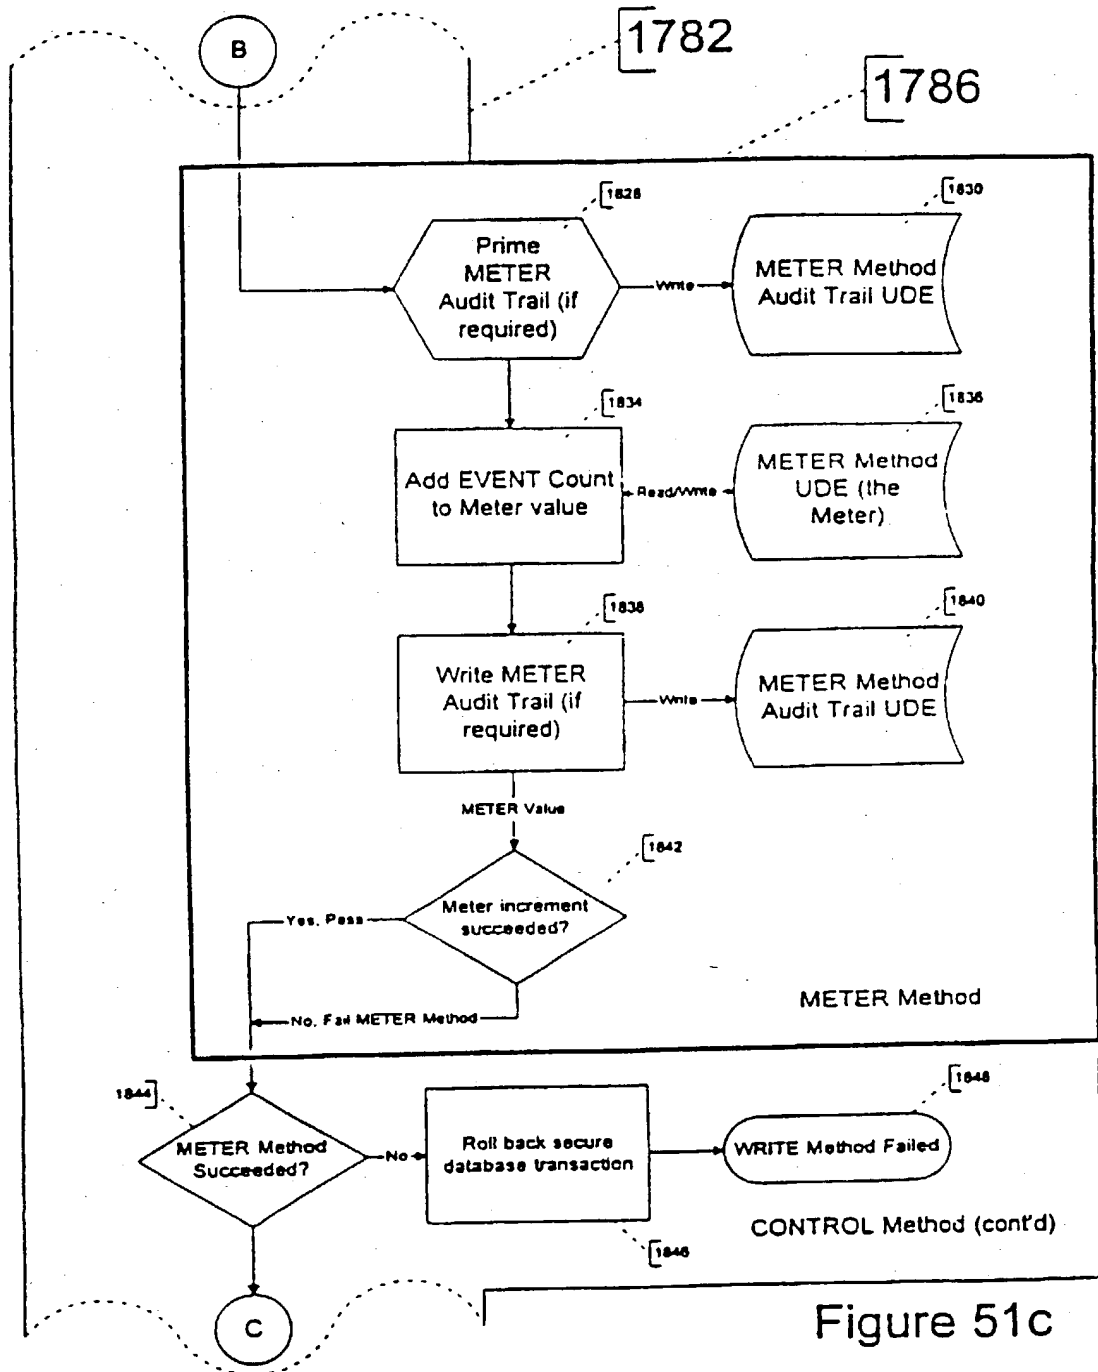 B
1782
1786
1828
Prime
METER
Audit Trail (if
required)
Write
1830
METER Method
Audit Trail UDE
1834
Add EVENT Count
to Meter value
Read/Write
1836
METER Method
UDE (the
Meter)
1838
Write METER
Audit Trail (if
required)
Write
1840
METER Method
Audit Trail UDE
METER Value
1842
Meter increment
succeeded?
Yes, Pass
No, Fail METER Method
METER Method
1844
METER Method
Succeeded?
No
Roll back secure
database transaction
1846
1848
WRITE Method Failed
CONTROL Method (cont'd)
C
Figure 51c